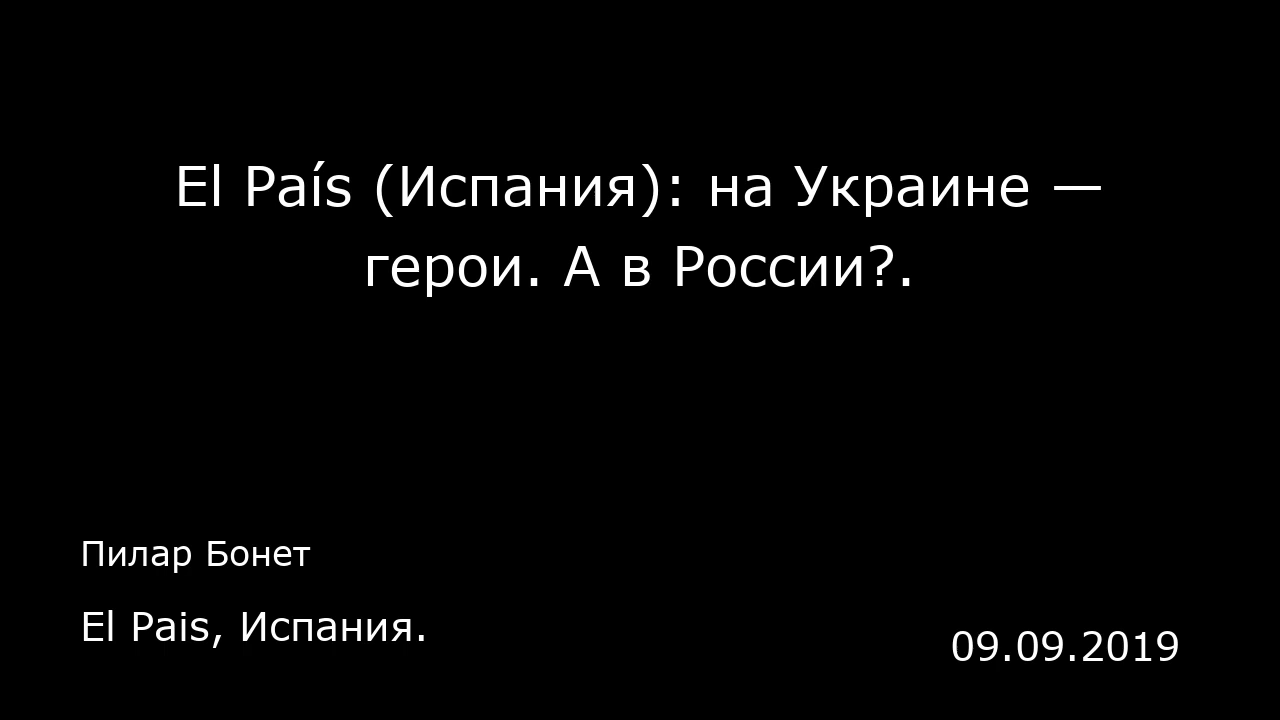 El País (Испания): на Украине —
герои. А в России?.
Пилар Бонет
El Pais, Испания.
09.09.2019